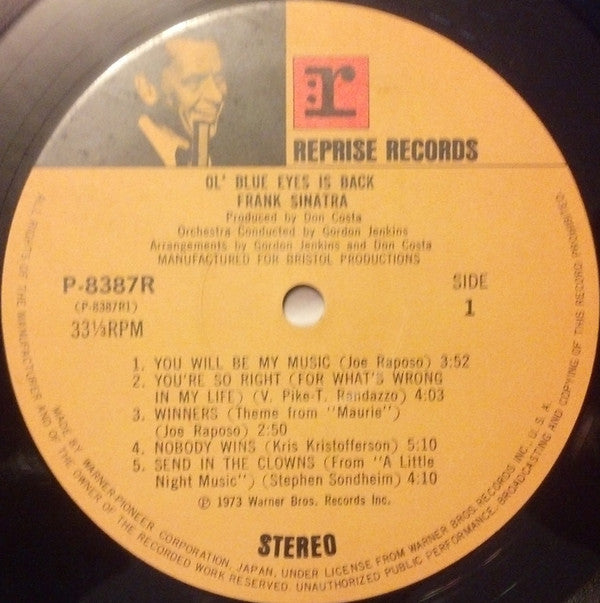 r
REPRISE RECORDS
OL' BLUE EYES IS BACK
FRANK SINATRA
Produced by Don Costa
Orchestra Conducted by Gordon Jenkins
Arrangements by Gordon Jenkins and Don Costa
MANUFACTURED FOR BRISTOL PRODUCTIONS
P-8387R
(P-8387R1)
33⅓RPM
SIDE
1
1. YOU WILL BE MY MUSIC (Joe Raposo) 3:52
2. YOU'RE SO RIGHT (FOR WHAT'S WRONG
IN MY LIFE) (V. Pike-T. Randazzo) 4:03
3. WINNERS (Theme from "Maurie")
(Joe Raposo) 2:50
4. NOBODY WINS (Kris Kristofferson) 5:10
5. SEND IN THE CLOWNS (From "A Little
Night Music") (Stephen Sondheim) 4:10
℗ 1973 Warner Bros. Records Inc.
STEREO
MADE BY WARNER-PIONEER CORPORATION, JAPAN, UNDER LICENSE FROM WARNER BROS. RECORDS INC., U.S.A.
ALL RIGHTS OF THE MANUFACTURER AND OF THE OWNER OF THE RECORDED WORK RESERVED. UNAUTHORIZED PUBLIC PERFORMANCE, BROADCASTING AND COPYING OF THIS RECORD PROHIBITED.